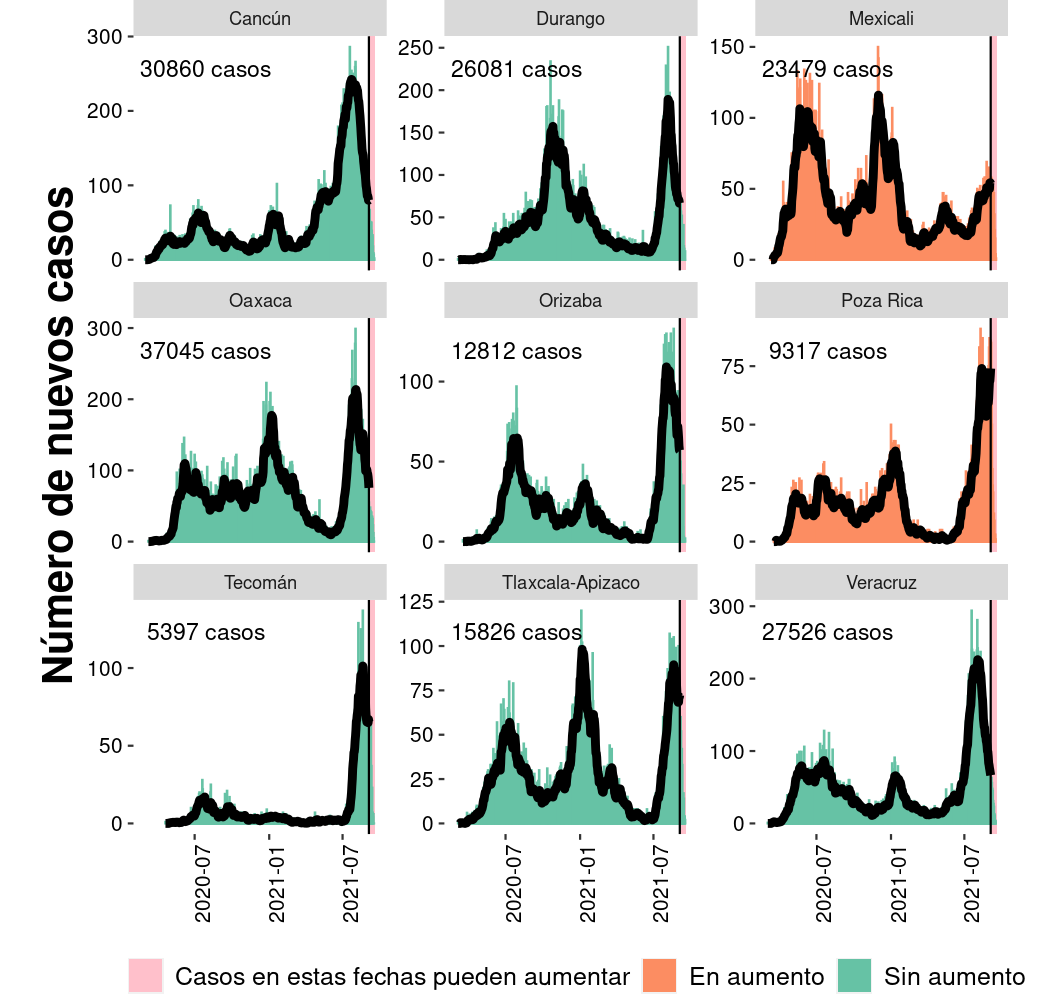 Número de nuevos casos
Cancún
300
200
100
0
30860 casos
Durango
250
200
150
100
50
0
26081 casos
Mexicali
150
100
50
0
23479 casos
Oaxaca
300
200
100
0
37045 casos
Orizaba
100
50
0
12812 casos
Poza Rica
75
50
25
0
9317 casos
Tecomán
100
50
0
5397 casos
2020-07
2021-01
2021-07
Tlaxcala-Apizaco
125
100
75
50
25
0
15826 casos
2020-07
2021-01
2021-07
Veracruz
300
200
100
0
27526 casos
2020-07
2021-01
2021-07
Casos en estas fechas pueden aumentar
En aumento
Sin aumento